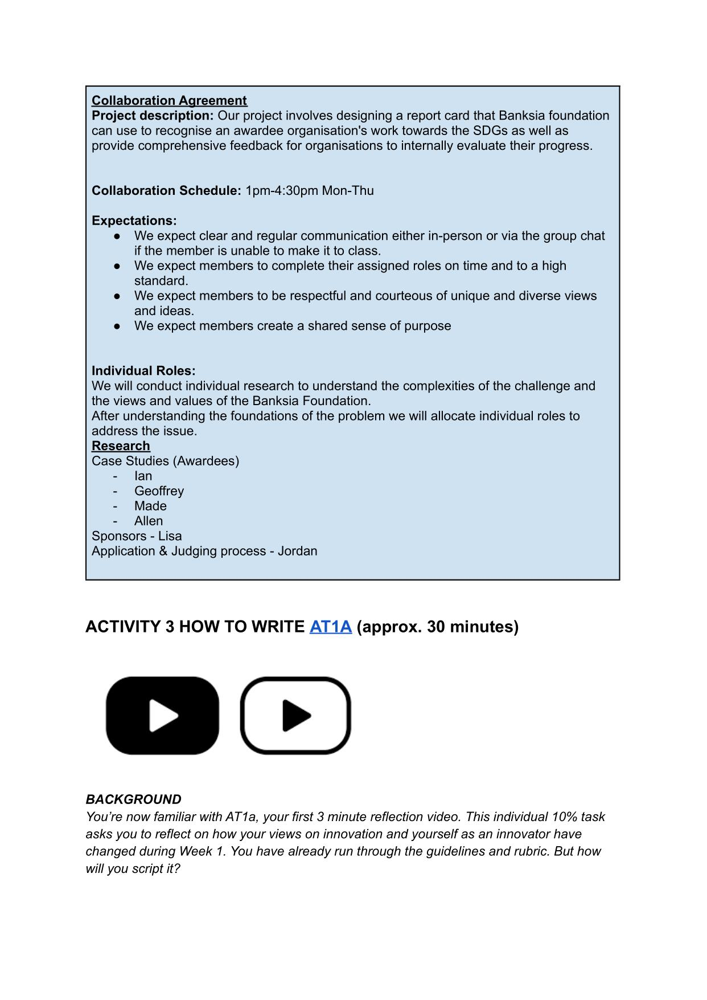 Collaboration Agreement
Project description: Our project involves designing a report card that Banksia foundation
can use to recognise an awardee organisation's work towards the SDGs as well as
provide comprehensive feedback for organisations to internally evaluate their progress.
Collaboration Schedule: 1pm-4:30pm Mon-Thu
Expectations:
● We expect clear and regular communication either in-person or via the group chat
if the member is unable to make it to class.
● We expect members to complete their assigned roles on time and to a high
standard.
● We expect members to be respectful and courteous of unique and diverse views
and ideas.
● We expect members create a shared sense of purpose
Individual Roles:
We will conduct individual research to understand the complexities of the challenge and
the views and values of the Banksia Foundation.
After understanding the foundations of the problem we will allocate individual roles to
address the issue.
Research
Case Studies (Awardees)
- Ian
- Geoffrey
- Made
- Allen
Sponsors - Lisa
Application & Judging process - Jordan
ACTIVITY 3 HOW TO WRITE AT1A (approx. 30 minutes)
BACKGROUND
You’re now familiar with AT1a, your first 3 minute reflection video. This individual 10% task
asks you to reflect on how your views on innovation and yourself as an innovator have
changed during Week 1. You have already run through the guidelines and rubric. But how
will you script it?